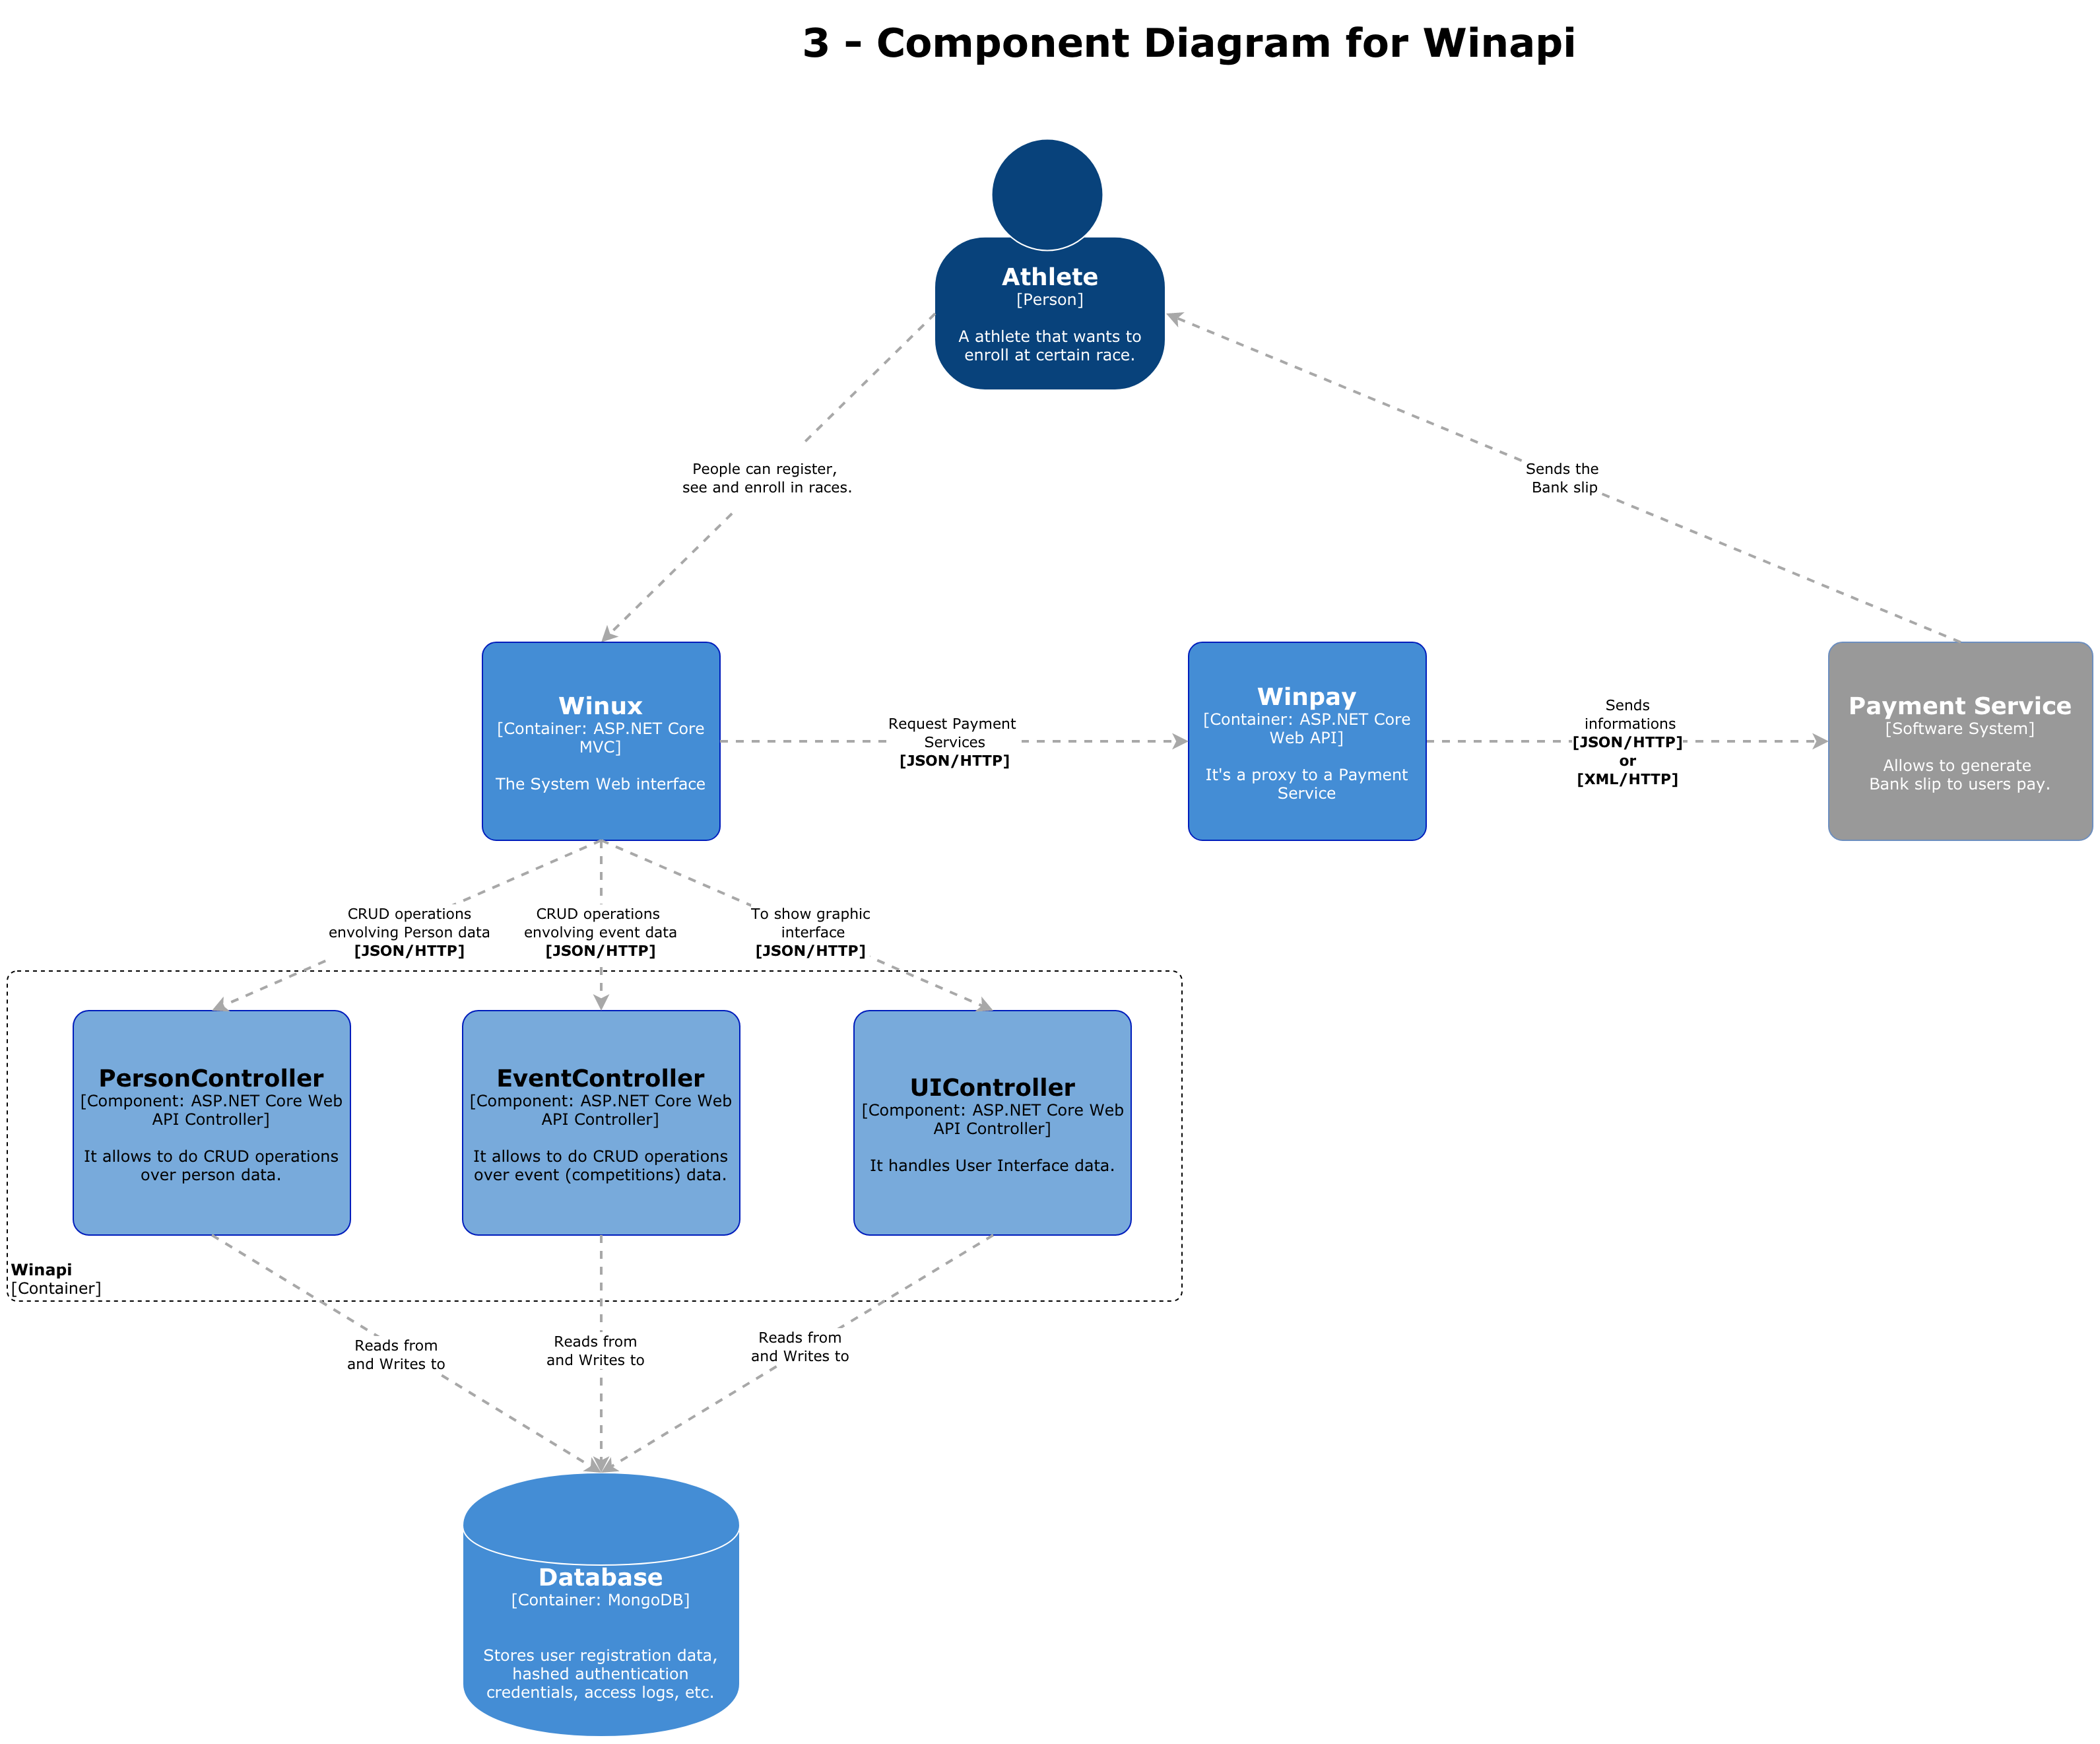 3 – Component Diagram for Winapi
Athlete
[Person]
A athlete that wants to
enroll at certain race.
People can register,
see and enroll in races.
Sends the
Bank slip
Winux
[Container: ASP.NET Core
MVC]
The System Web interface
Request Payment
Services
[JSON/HTTP]
Winpay
[Container: ASP.NET Core
Web API]
It's a proxy to a Payment
Service
Sends
informations
[JSON/HTTP]
or
[XML/HTTP]
Payment Service
[Software System]
Allows to generate
Bank slip to users pay.
CRUD operations
envolving Person data
[JSON/HTTP]
CRUD operations
envolving event data
[JSON/HTTP]
To show graphic
interface
[JSON/HTTP]
PersonController
[Component: ASP.NET Core Web
API Controller]
It allows to do CRUD operations
over person data.
EventController
[Component: ASP.NET Core Web
API Controller]
It allows to do CRUD operations
over event (competitions) data.
UIController
[Component: ASP.NET Core Web
API Controller]
It handles User Interface data.
Winapi
[Container]
Reads from
and Writes to
Reads from
and Writes to
Reads from
and Writes to
Database
[Container: MongoDB]
Stores user registration data,
hashed authentication
credentials, access logs, etc.